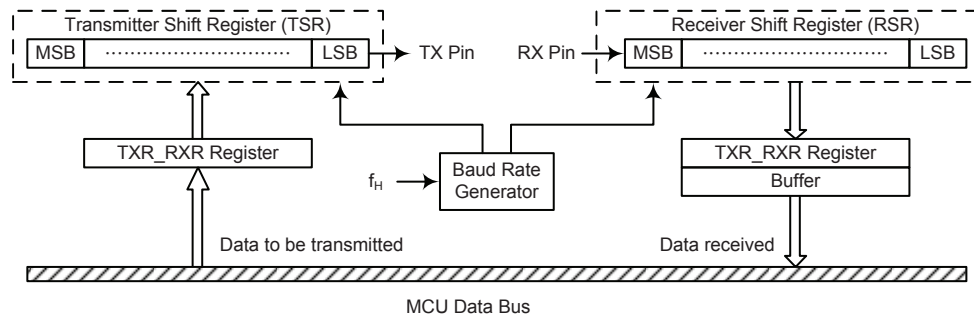 Transmitter Shift Register (TSR)
Receiver Shift Register (RSR)
MSB ................................ LSB
TX Pin
RX Pin
MSB ................................ LSB
TXR_RXR Register
fH
Baud Rate
Generator
TXR_RXR Register
Buffer
Data to be transmitted
Data received
MCU Data Bus